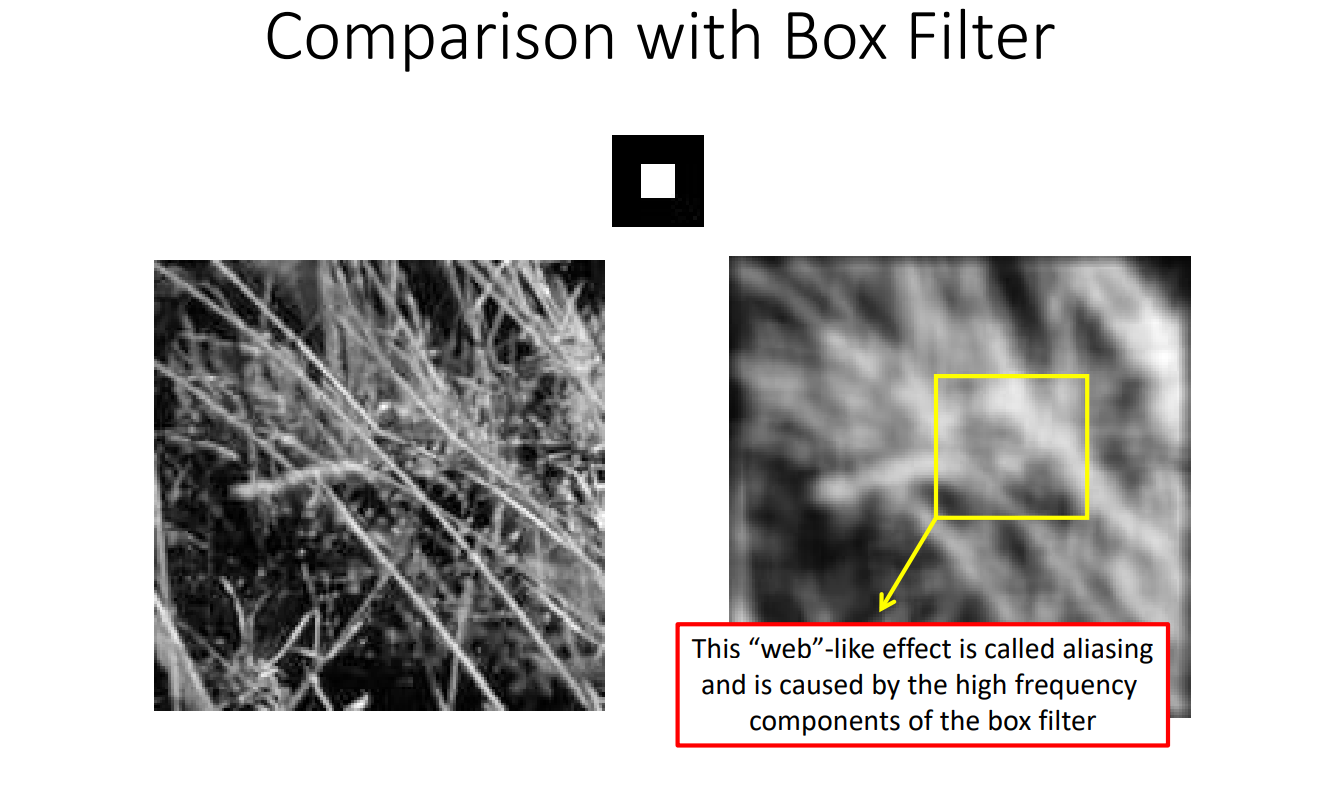 Comparison with Box Filter
This “web”-like effect is called aliasing
and is caused by the high frequency
components of the box filter